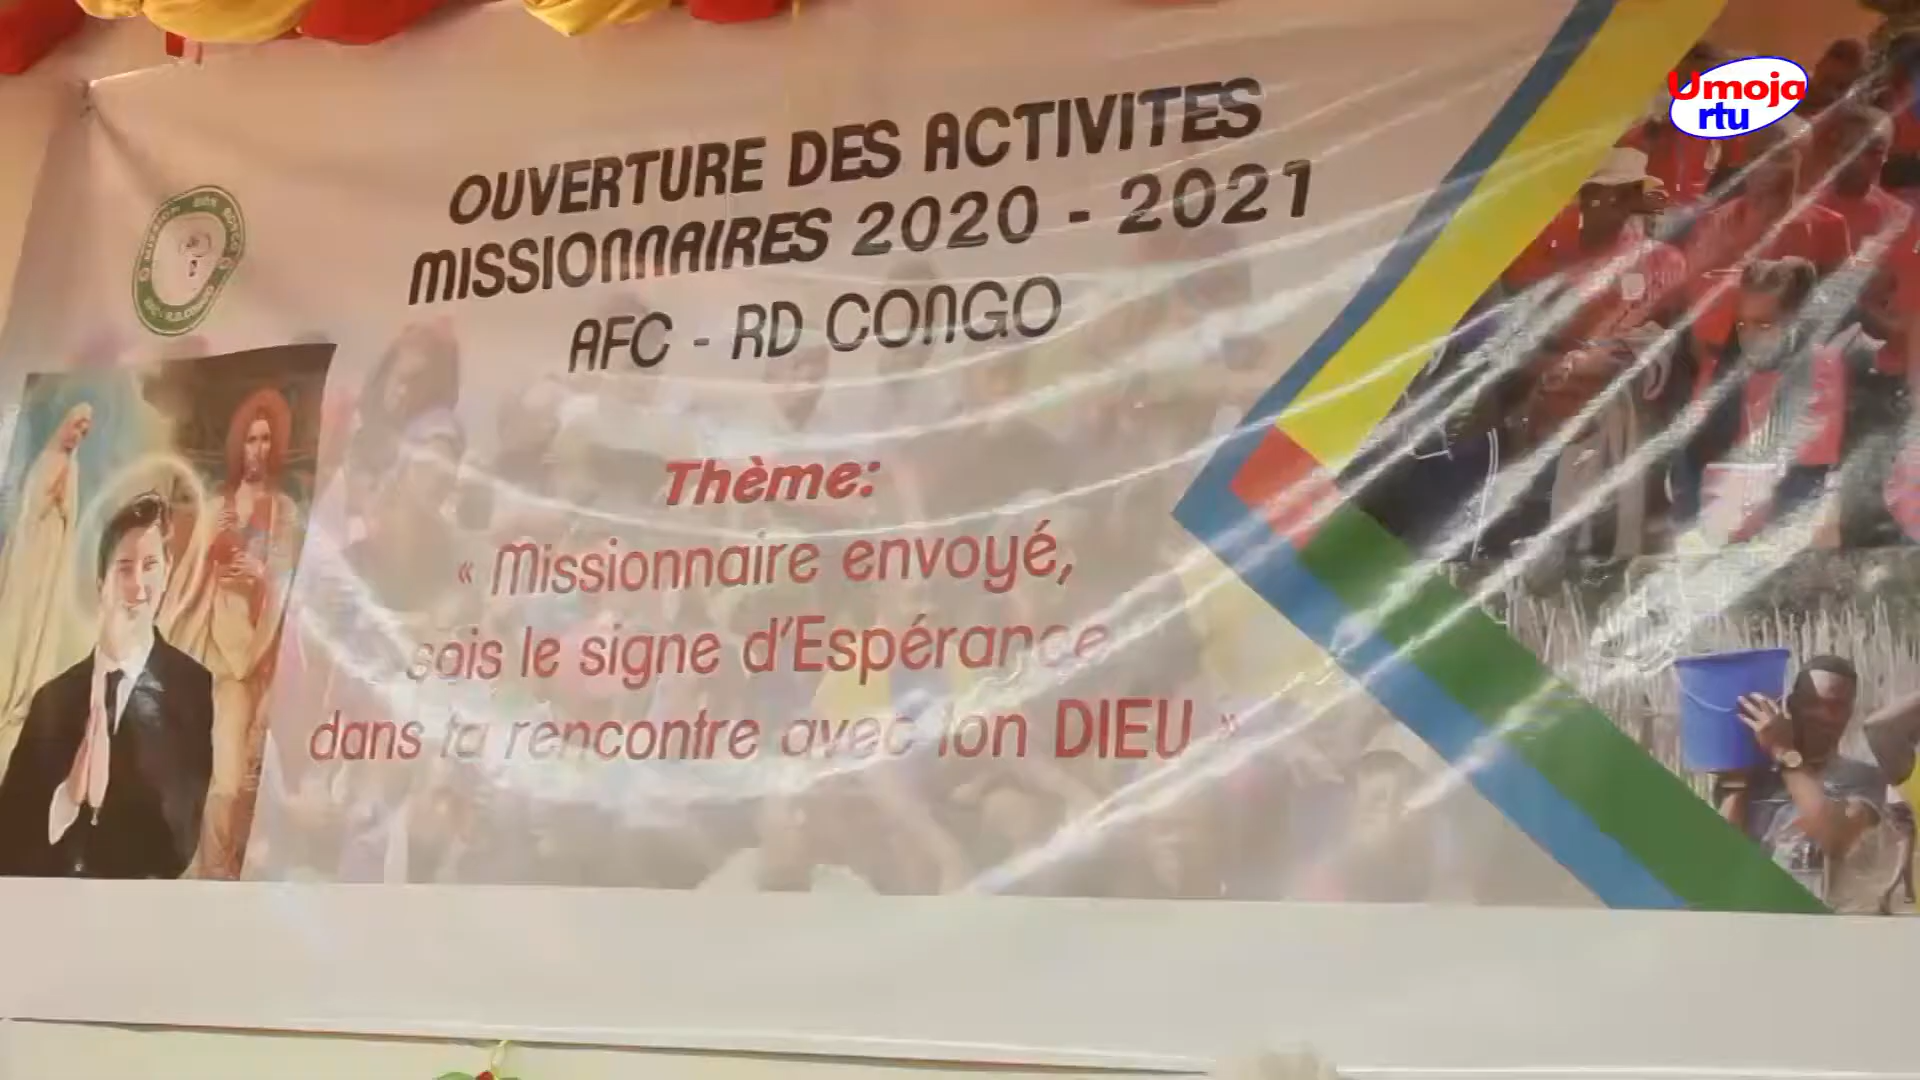 Umoja
rtu
OUVERTURE DES ACTIVITES
MISSIONNAIRES 2020 - 2021
AFC - RD CONGO
Thème:
« Missionnaire envoyé,
sois le signe d'Espérance
dans ta rencontre avec ton DIEU »